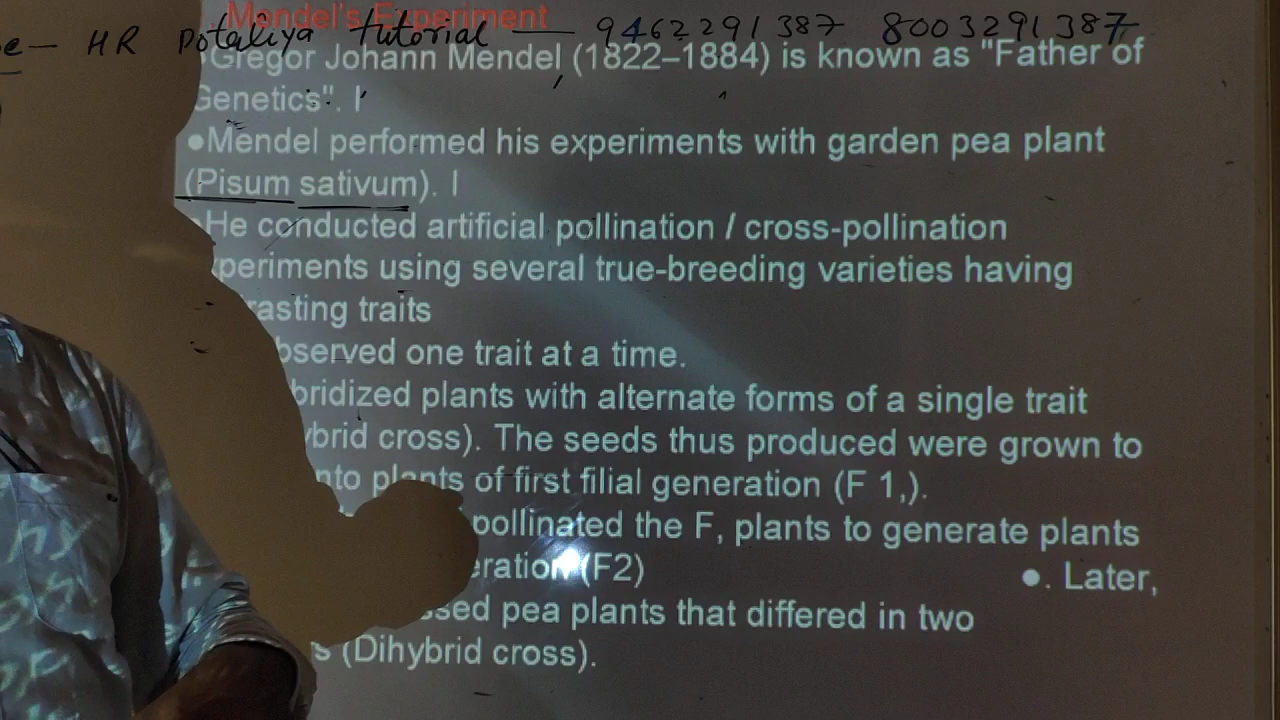 Mendel's Experiment
e— HR Potaliya Tutorial — 9462291387 8003291387
Gregor Johann Mendel (1822–1884) is known as "Father of
Genetics". I
●Mendel performed his experiments with garden pea plant
(Pisum sativum). I
He conducted artificial pollination / cross-pollination
periments using several true-breeding varieties having
rasting traits
bserved one trait at a time.
bridized plants with alternate forms of a single trait
ybrid cross). The seeds thus produced were grown to
nto plants of first filial generation (F 1,).
pollinated the F, plants to generate plants
eration (F2) ●. Later,
ssed pea plants that differed in two
s (Dihybrid cross).